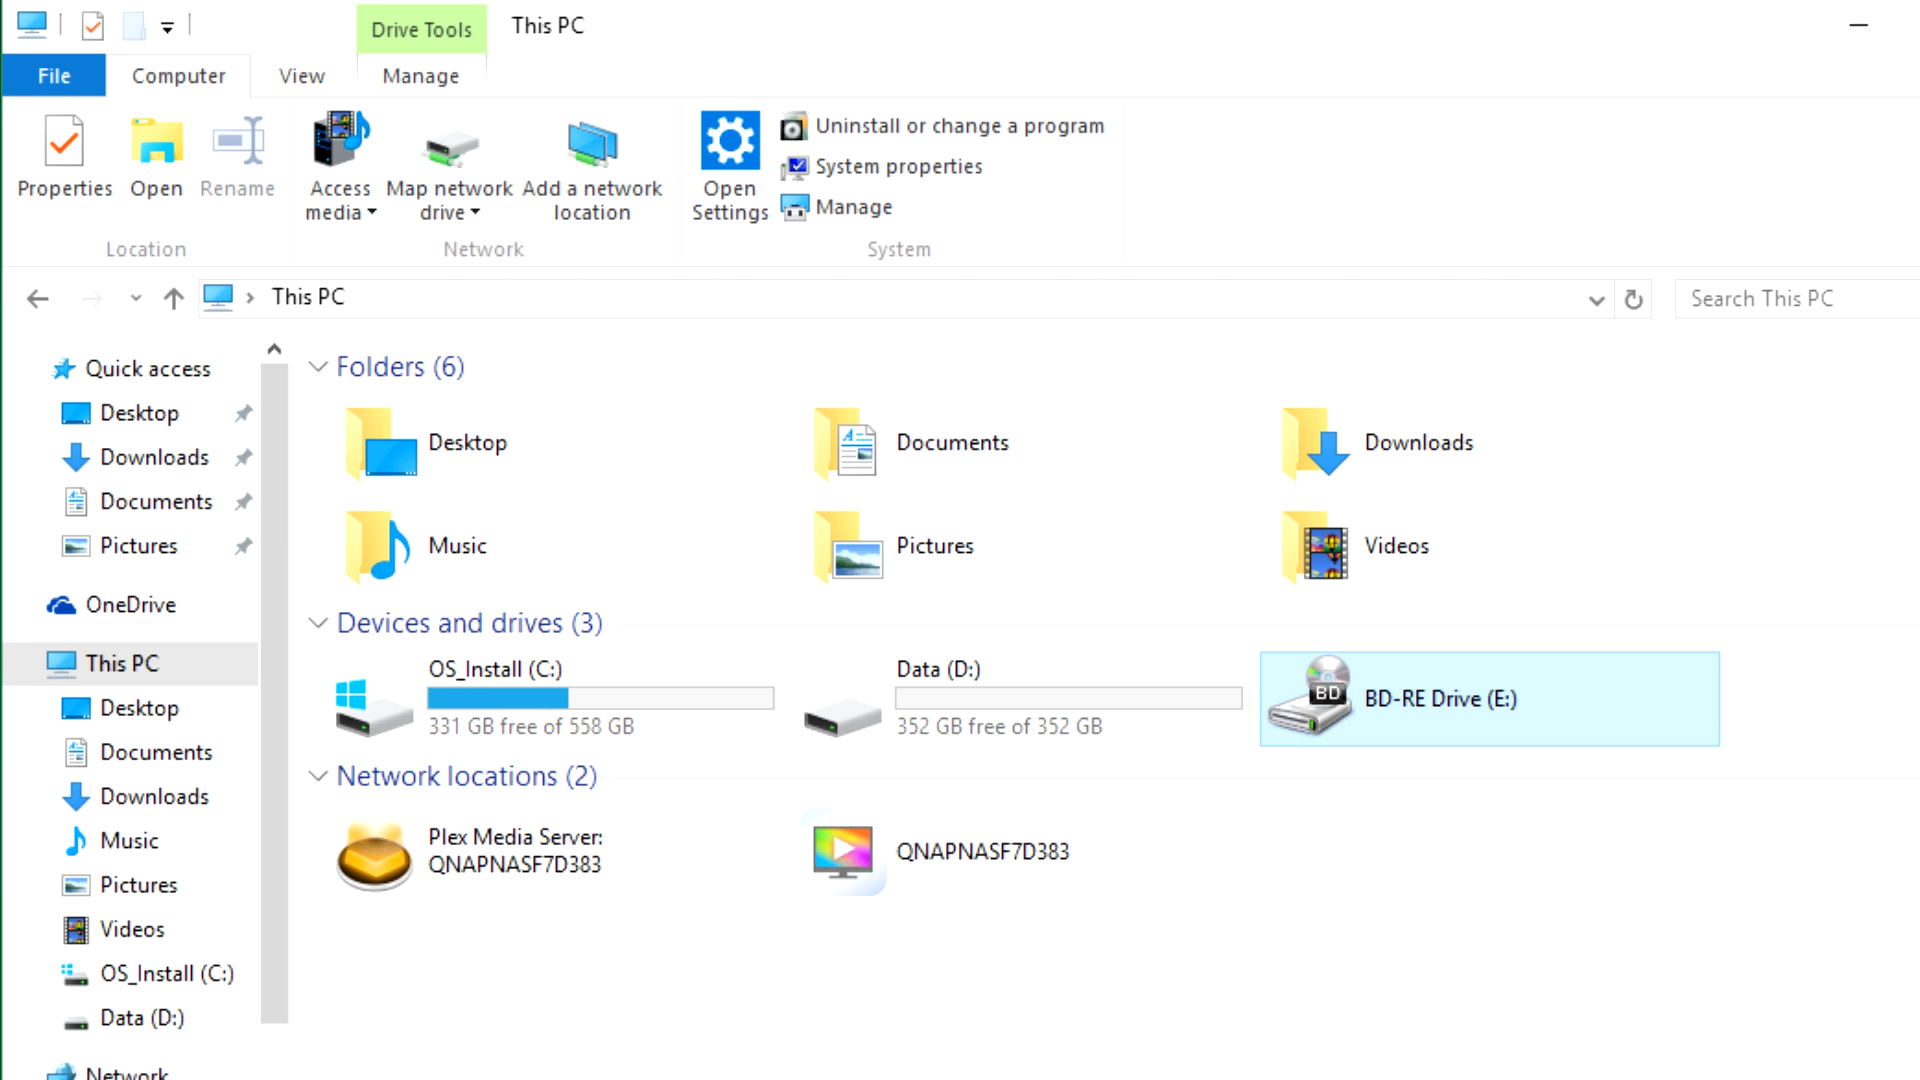 Drive Tools
This PC
File
Computer
View
Manage
Properties
Open
Rename
Access
media
Map network
drive
Add a network
location
Open
Settings
Uninstall or change a program
System properties
Manage
Location
Network
System
This PC
Search This PC
Quick access
Desktop
Downloads
Documents
Pictures
OneDrive
This PC
Desktop
Documents
Downloads
Music
Pictures
Videos
OS_Install (C:)
Data (D:)
Network
Folders (6)
Desktop
Documents
Downloads
Music
Pictures
Videos
Devices and drives (3)
OS_Install (C:)
331 GB free of 558 GB
Data (D:)
352 GB free of 352 GB
BD
BD-RE Drive (E:)
Network locations (2)
Plex Media Server:
QNAPNASF7D383
QNAPNASF7D383